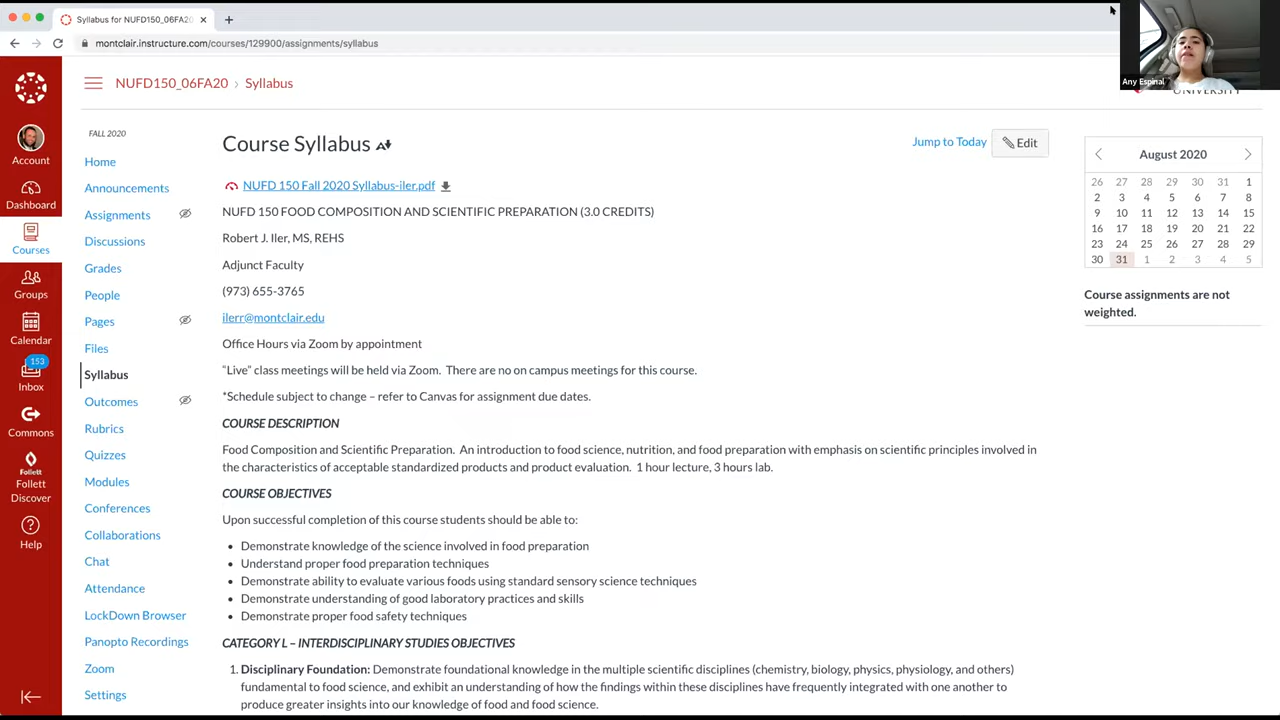 Syllabus for NUFD150_06FA20
montclair.instructure.com/courses/129900/assignments/syllabus
Any Espinal
UNIVERSITY
NUFD150_06FA20 › Syllabus
Account
Dashboard
Courses
Groups
Calendar
153
Inbox
Commons
Follett
Follett
Discover
Help
FALL 2020
Home
Announcements
Assignments
Discussions
Grades
People
Pages
Files
Syllabus
Outcomes
Rubrics
Quizzes
Modules
Conferences
Collaborations
Chat
Attendance
LockDown Browser
Panopto Recordings
Zoom
Settings
Course Syllabus
Jump to Today
Edit
NUFD 150 Fall 2020 Syllabus-iler.pdf
NUFD 150 FOOD COMPOSITION AND SCIENTIFIC PREPARATION (3.0 CREDITS)
Robert J. Iler, MS, REHS
Adjunct Faculty
(973) 655-3765
ilerr@montclair.edu
Office Hours via Zoom by appointment
"Live" class meetings will be held via Zoom. There are no on campus meetings for this course.
*Schedule subject to change – refer to Canvas for assignment due dates.
COURSE DESCRIPTION
Food Composition and Scientific Preparation. An introduction to food science, nutrition, and food preparation with emphasis on scientific principles involved in
the characteristics of acceptable standardized products and product evaluation. 1 hour lecture, 3 hours lab.
COURSE OBJECTIVES
Upon successful completion of this course students should be able to:
• Demonstrate knowledge of the science involved in food preparation
• Understand proper food preparation techniques
• Demonstrate ability to evaluate various foods using standard sensory science techniques
• Demonstrate understanding of good laboratory practices and skills
• Demonstrate proper food safety techniques
CATEGORY L – INTERDISCIPLINARY STUDIES OBJECTIVES
1. Disciplinary Foundation: Demonstrate foundational knowledge in the multiple scientific disciplines (chemistry, biology, physics, physiology, and others)
fundamental to food science, and exhibit an understanding of how the findings within these disciplines have frequently integrated with one another to
produce greater insights into our knowledge of food and food science.
August 2020
26 27 28 29 30 31 1
2 3 4 5 6 7 8
9 10 11 12 13 14 15
16 17 18 19 20 21 22
23 24 25 26 27 28 29
30 31 1 2 3 4 5
Course assignments are not
weighted.